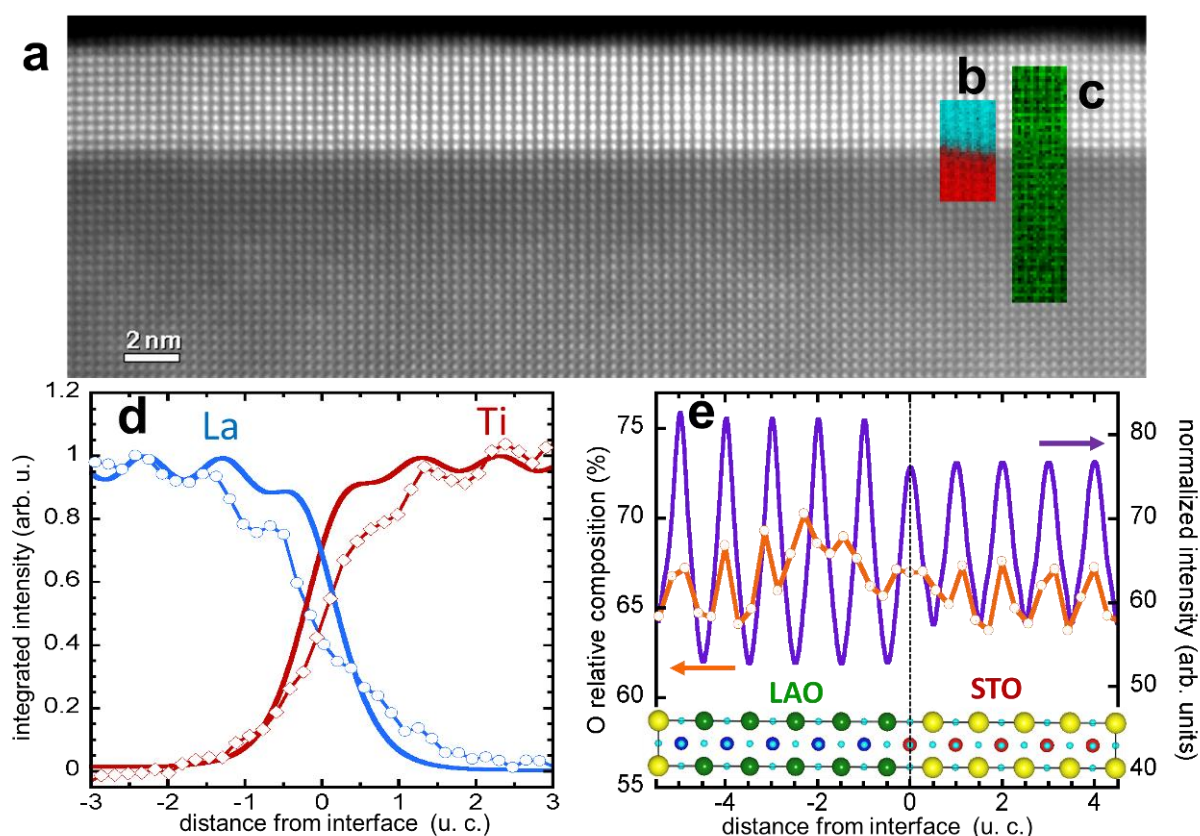 a
b
c
2 nm
d
La
Ti
integrated intensity (arb. u.)
1.2
1
0.8
0.6
0.4
0.2
0
-3 -2 -1 0 1 2 3
distance from interface (u. c.)
e
O relative composition (%)
75
70
65
60
55
normalized intensity (arb. units)
80
70
60
50
40
LAO STO
-4 -2 0 2 4
distance from interface (u. c.)